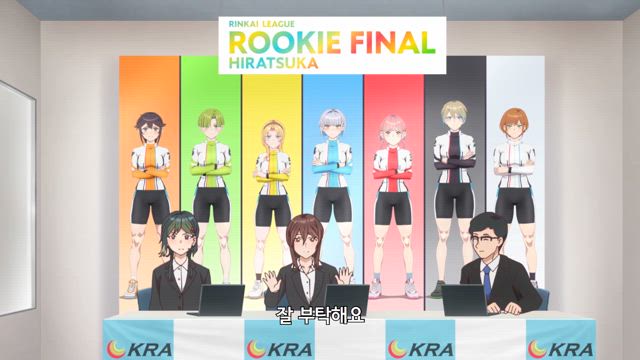 RINKAI LEAGUE
ROOKIE FINAL
HIRATSUKA
잘 부탁해요
KRA
KRA
KRA
KRA